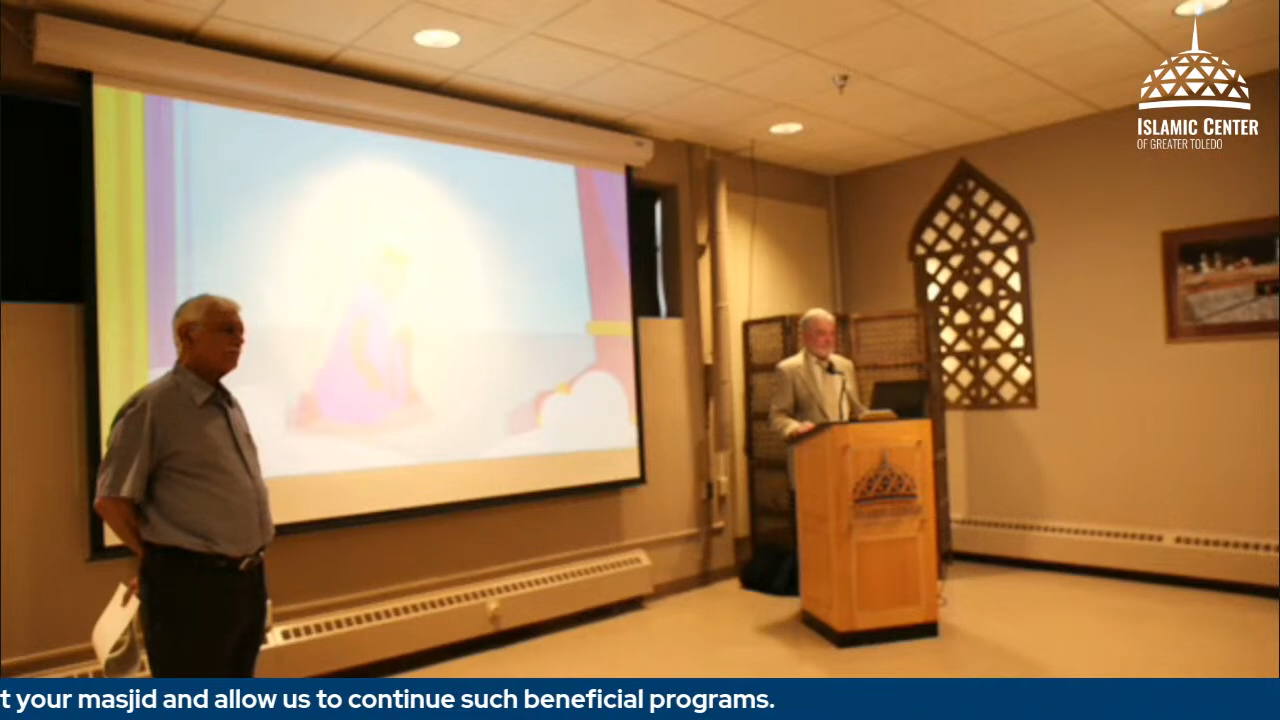 ISLAMIC CENTER
OF GREATER TOLEDO
t your masjid and allow us to continue such beneficial programs.